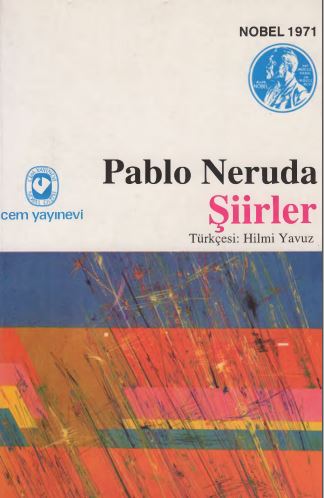 NOBEL 1971
Pablo Neruda
Şiirler
Türkçesi: Hilmi Yavuz
cem yayınevi